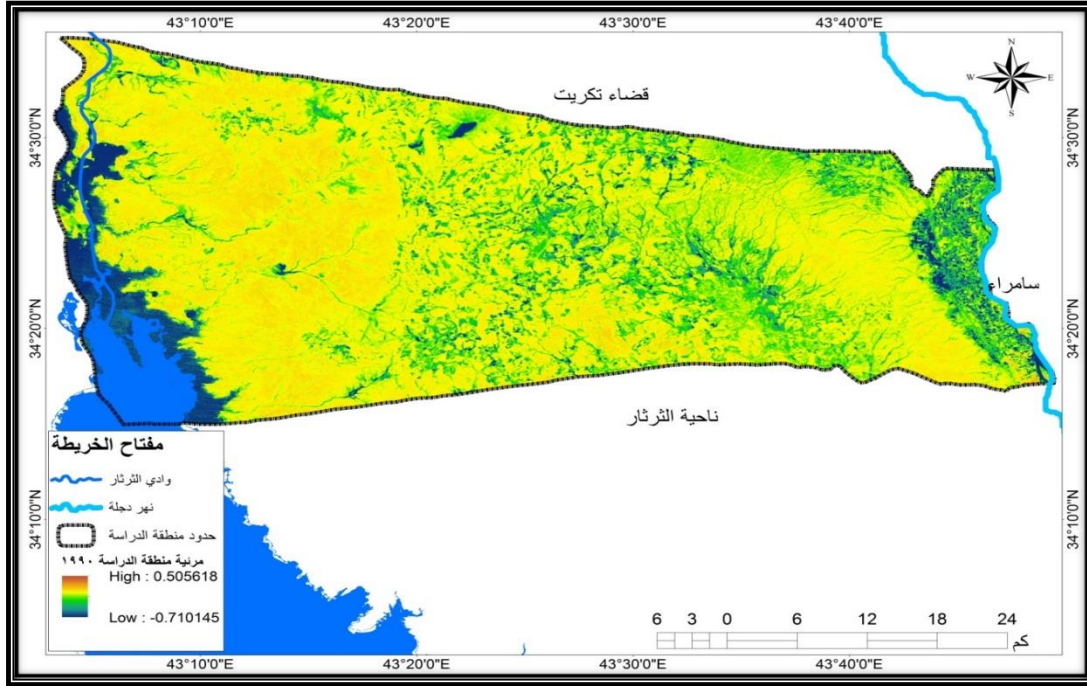 43°10'0"E 43°20'0"E 43°30'0"E 43°40'0"E
N
W E
S
قضاء تكريت
34°30'0"N 34°30'0"N
سامراء
34°20'0"N 34°20'0"N
ناحية الثرثار
مفتاح الخريطة
وادي الثرثار
نهر دجلة
34°10'0"N 34°10'0"N
حدود منطقة الدراسة
مرئية منطقة الدراسة ١٩٩٠
High : 0.505618
Low : -0.710145
6 3 0 6 12 18 24
كم
43°10'0"E 43°20'0"E 43°30'0"E 43°40'0"E